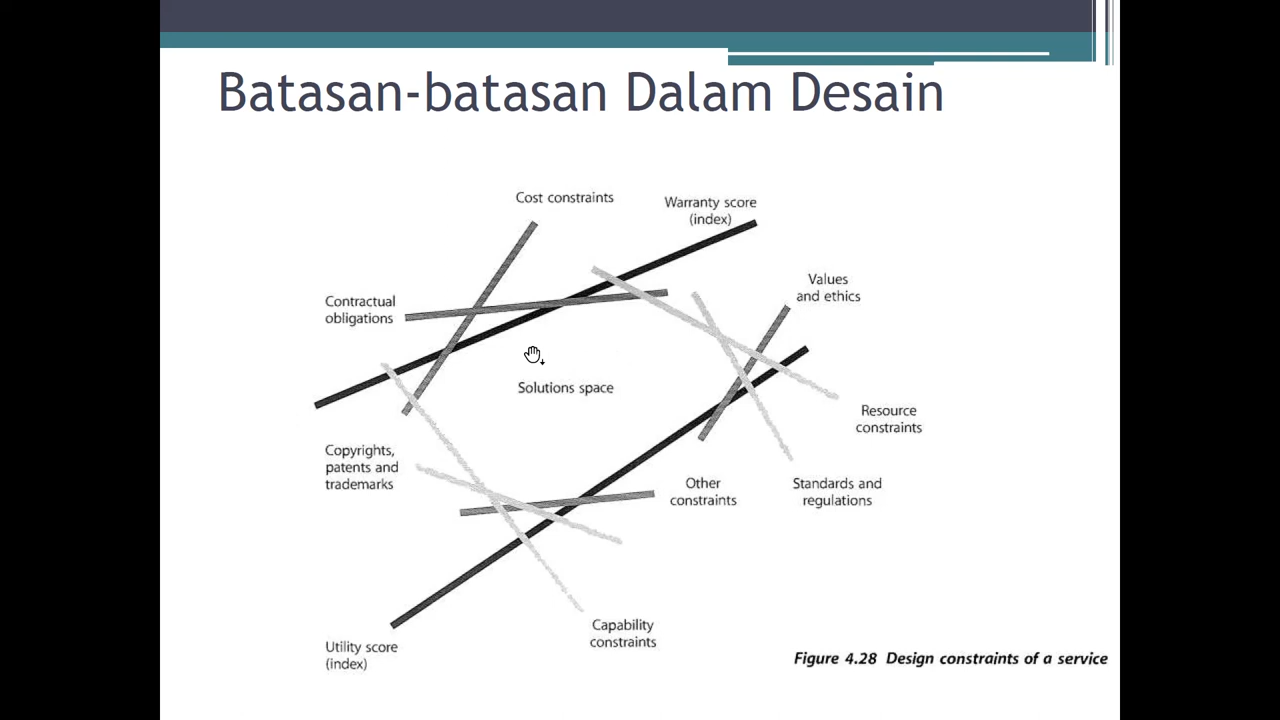 Batasan-batasan Dalam Desain
Cost constraints
Warranty score
(index)
Values
and ethics
Contractual
obligations
Solutions space
Resource
constraints
Copyrights,
patents and
trademarks
Other
constraints
Standards and
regulations
Capability
constraints
Utility score
(index)
Figure 4.28 Design constraints of a service